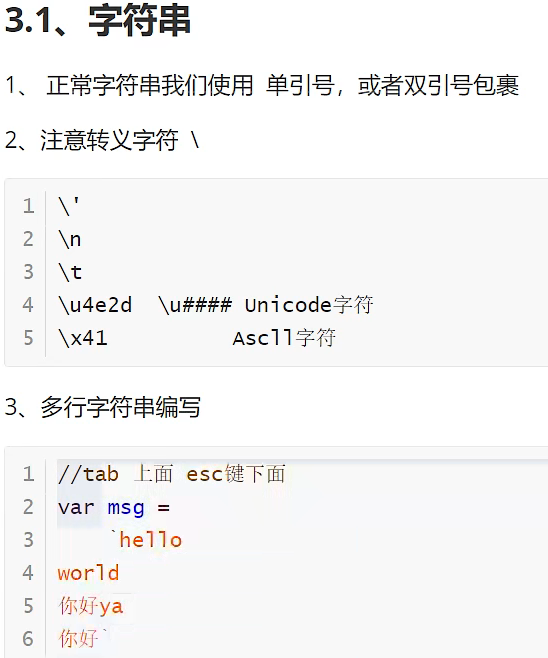 3.1、字符串
1、 正常字符串我们使用 单引号，或者双引号包裹
2、注意转义字符 \
1 \'
2 \n
3 \t
4 \u4e2d \u#### Unicode字符
5 \x41 Ascll字符
3、多行字符串编写
1 //tab 上面 esc键下面
2 var msg =
3 `hello
4 world
5 你好ya
6 你好`